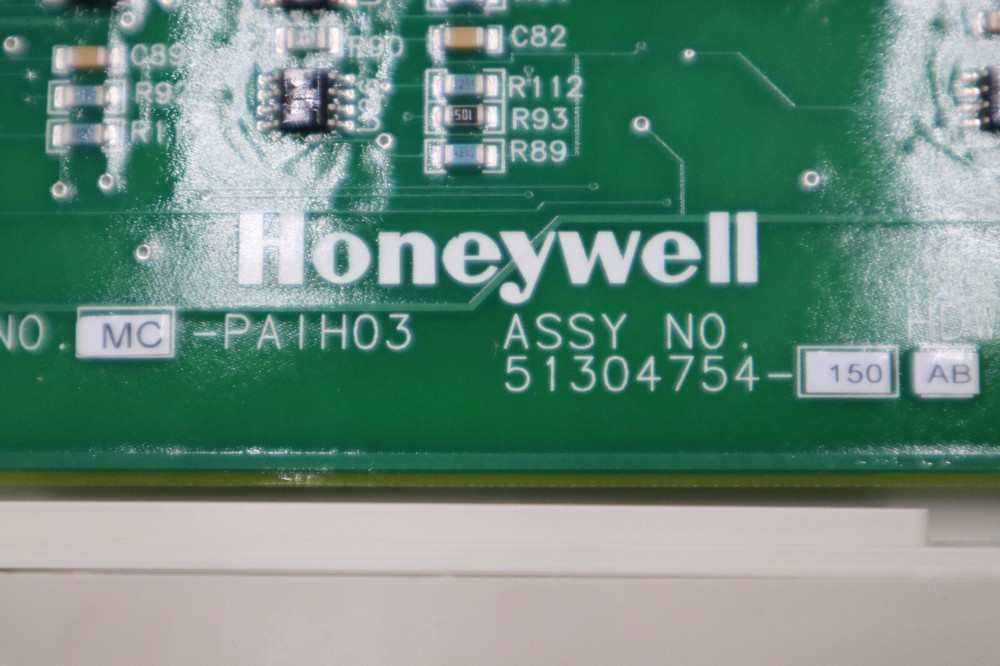 C89 R90 C82
R92 R112
R93
R89
Honeywell
NO. MC -PAIH03 ASSY NO.
51304754- 150 AB